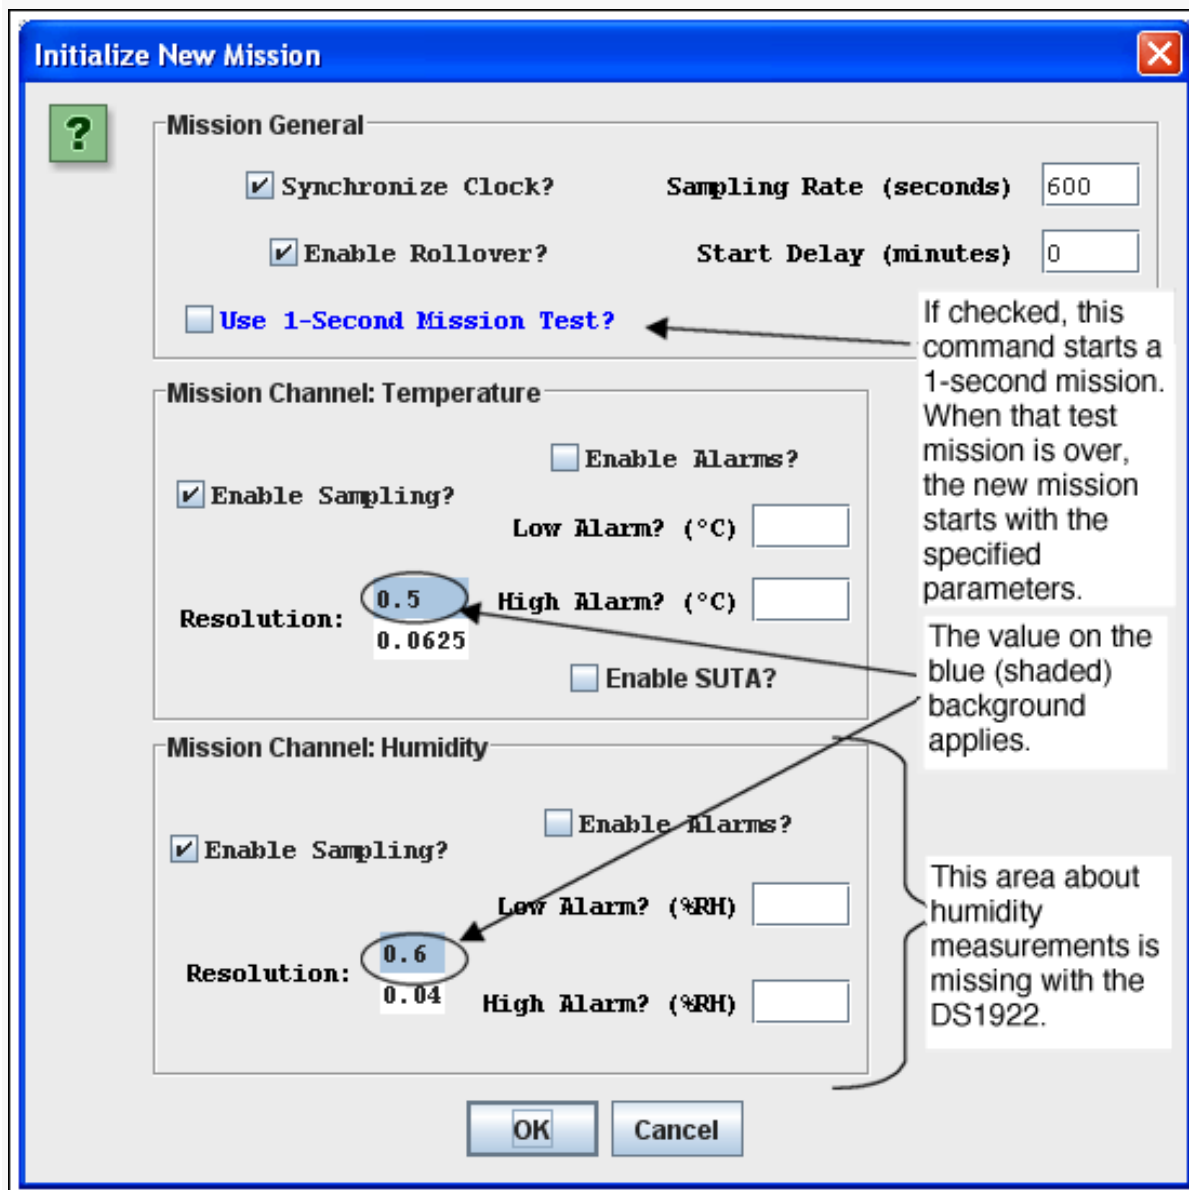 Initialize New Mission
?
Mission General
Synchronize Clock? Sampling Rate (seconds) 600
Enable Rollover? Start Delay (minutes) 0
Use 1-Second Mission Test?
If checked, this
command starts a
1-second mission.
When that test
mission is over,
the new mission
starts with the
specified
parameters.
Mission Channel: Temperature
Enable Alarms?
Enable Sampling?
Low Alarm? (°C)
0.5
High Alarm? (°C)
Resolution:
0.0625
Enable SUTA?
The value on the
blue (shaded)
background
applies.
Mission Channel: Humidity
Enable Alarms?
Enable Sampling?
Low Alarm? (%RH)
0.6
Resolution:
0.04
High Alarm? (%RH)
This area about
humidity
measurements is
missing with the
DS1922.
OK Cancel